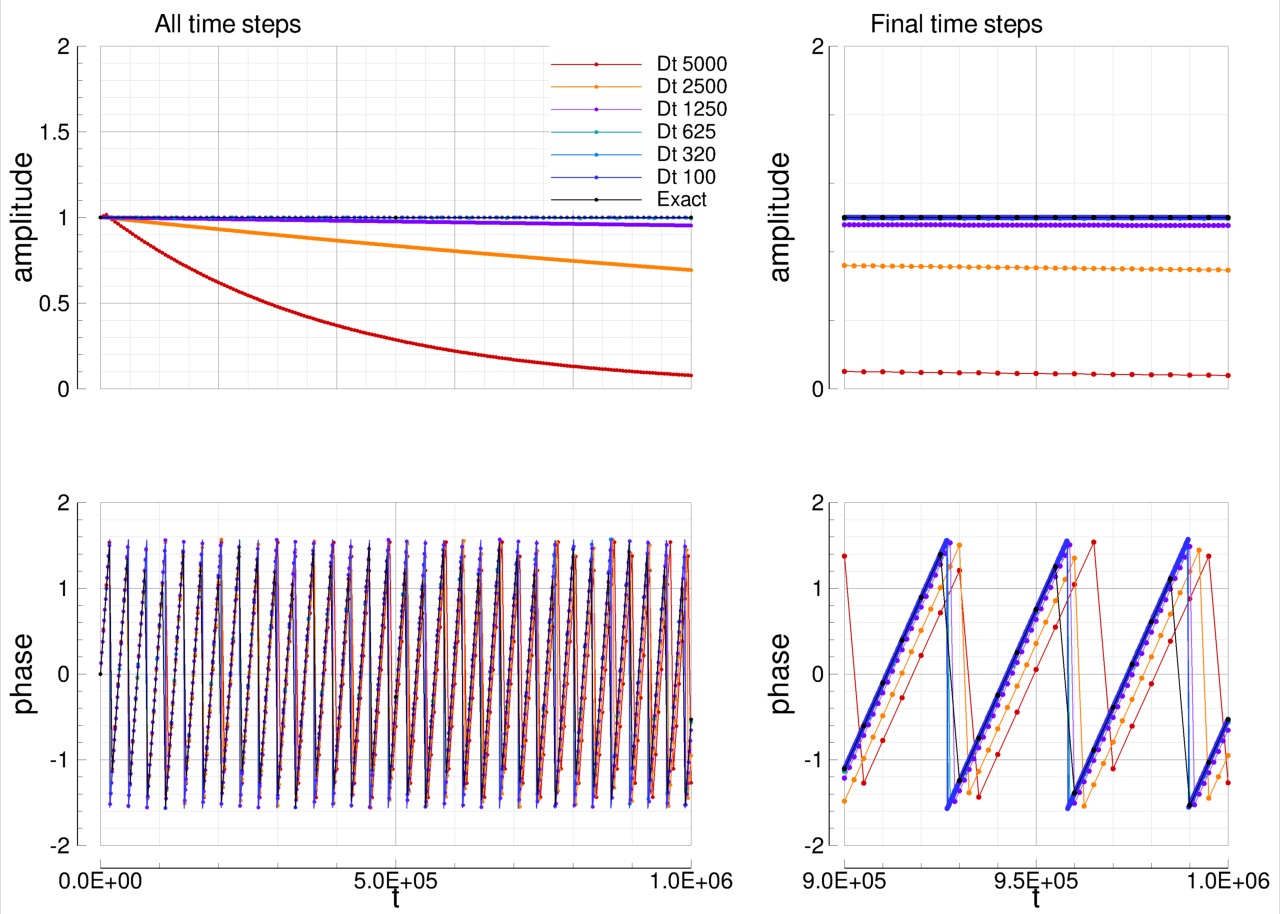 All time steps
Final time steps
2
1.5
1
0.5
0
amplitude
Dt 5000
Dt 2500
Dt 1250
Dt 625
Dt 320
Dt 100
Exact
2
1
0
amplitude
2
1
0
-1
-2
phase
0.0E+00
5.0E+05
1.0E+06
t
2
1
0
-1
-2
phase
9.0E+05
9.5E+05
1.0E+06
t